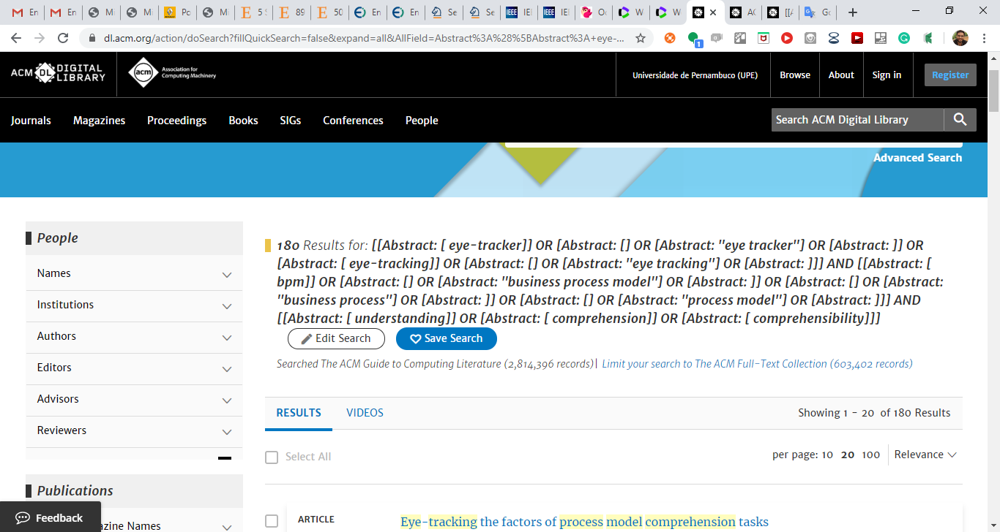 En
En
Mi
Mi
Pc
Mi
5 5
89
50
En
En
Se
Se
IEEE IEI
IEEE IEI
Oc
W
W
AC
[[/
Gc
dl.acm.org/action/doSearch?fillQuickSearch=false&expand=all&AllField=Abstract%3A%28%5BAbstract%3A+eye-...
1
ACM DL DIGITAL LIBRARY
acm Association for Computing Machinery
Universidade de Pernambuco (UPE)
Browse
About
Sign in
Register
Journals
Magazines
Proceedings
Books
SIGs
Conferences
People
Search ACM Digital Library
Advanced Search
People
Names
Institutions
Authors
Editors
Advisors
Reviewers
Publications
azine Names
Feedback
180 Results for: [[Abstract: [ eye-tracker]] OR [Abstract: [] OR [Abstract: "eye tracker"] OR [Abstract: ]] OR
[Abstract: [ eye-tracking]] OR [Abstract: [] OR [Abstract: "eye tracking"] OR [Abstract: ]]] AND [[Abstract: [
bpm]] OR [Abstract: [] OR [Abstract: "business process model"] OR [Abstract: ]] OR [Abstract: [] OR [Abstract:
"business process"] OR [Abstract: ]] OR [Abstract: [] OR [Abstract: "process model"] OR [Abstract: ]]] AND
[[Abstract: [ understanding]] OR [Abstract: [ comprehension]] OR [Abstract: [ comprehensibility]]]
Edit Search
Save Search
Searched The ACM Guide to Computing Literature (2,814,396 records)| Limit your search to The ACM Full-Text Collection (603,402 records)
RESULTS
VIDEOS
Showing 1 - 20 of 180 Results
Select All
per page: 10 20 100
Relevance
ARTICLE
Eye-tracking the factors of process model comprehension tasks